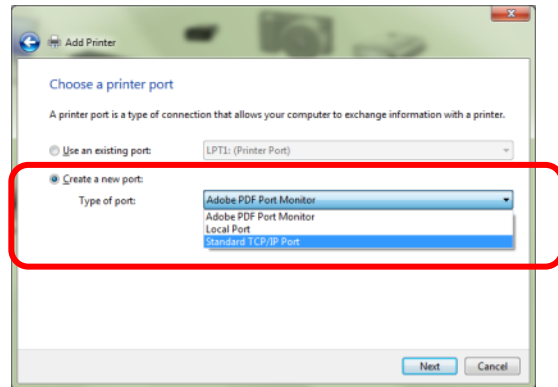 Add Printer
Choose a printer port
A printer port is a type of connection that allows your computer to exchange information with a printer.
Use an existing port:
LPT1: (Printer Port)
Create a new port:
Type of port:
Adobe PDF Port Monitor
Adobe PDF Port Monitor
Local Port
Standard TCP/IP Port
Next
Cancel